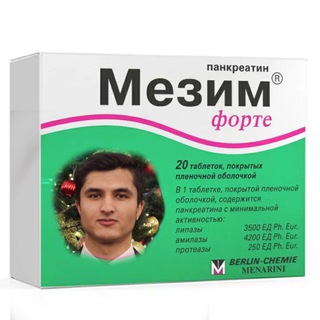 панкреатин
Мезим®
форте
20 таблеток, покрытых
пленочной оболочкой
В 1 таблетке, покрытой пленочной
оболочкой, содержится
панкреатина с минимальной
активностью:
липазы 3500 ЕД Ph. Eur.
амилазы 4200 ЕД Ph. Eur.
протеазы 250 ЕД Ph. Eur.
BERLIN-CHEMIE
MENARINI